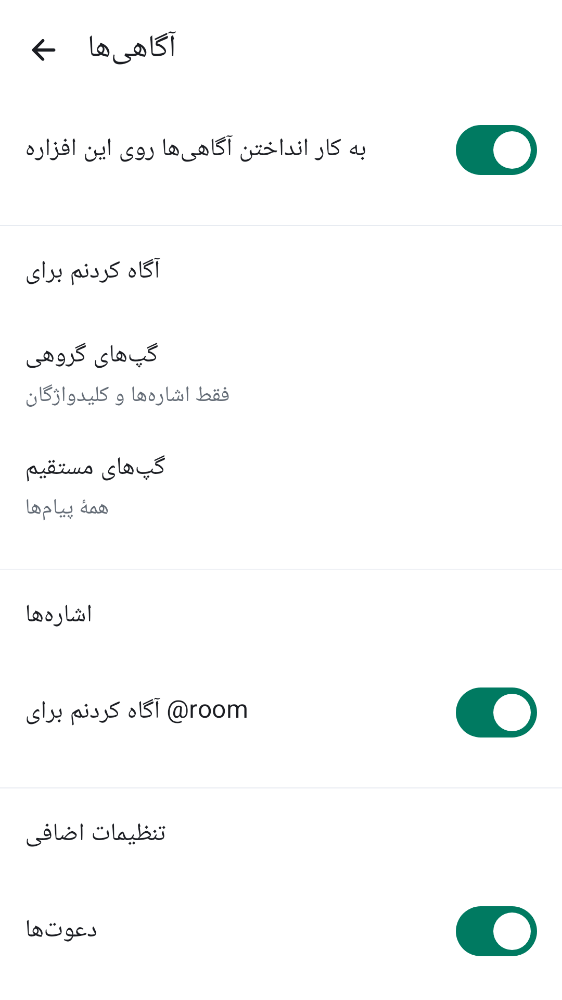 آگاهی‌ها
به کار انداختن آگاهی‌ها روی این افزاره
آگاه کردنم برای
گپ‌های گروهی
فقط اشاره‌ها و کلیدواژگان
گپ‌های مستقیم
همهٔ پیام‌ها
اشاره‌ها
آگاه کردنم برای @room
تنظیمات اضافی
دعوت‌ها